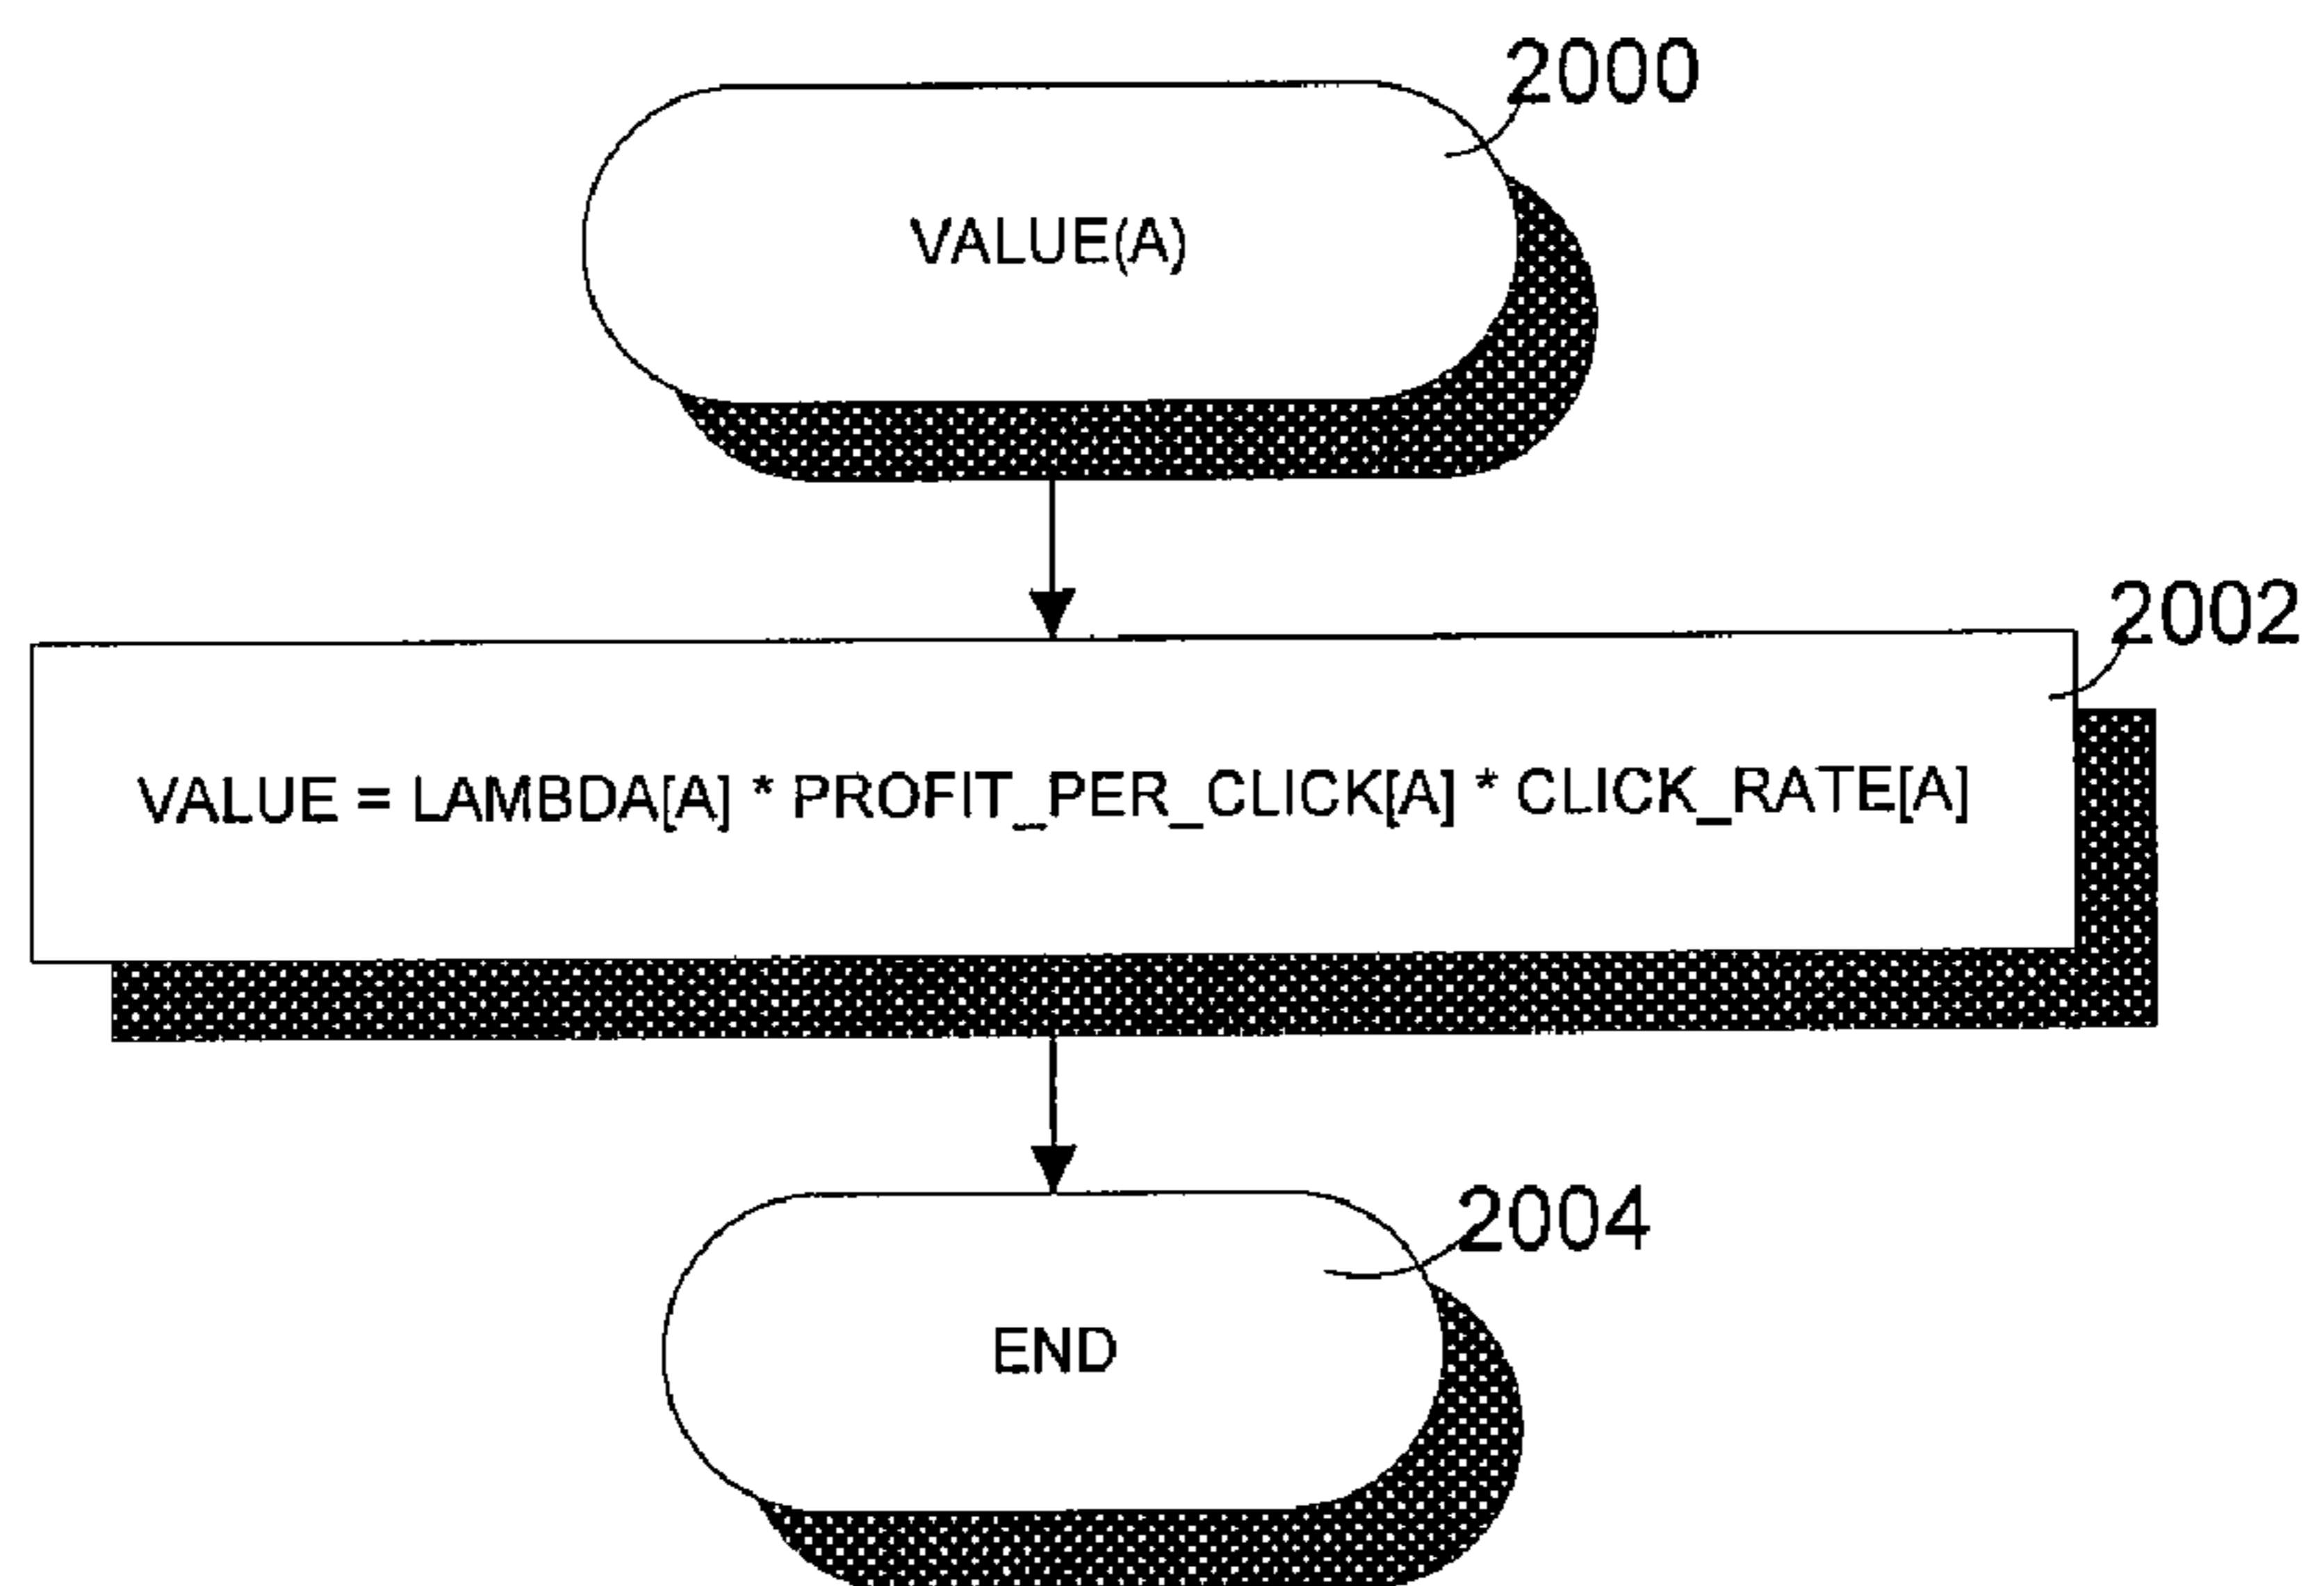 2000
VALUE(A)
2002
VALUE = LAMBDA[A] * PROFIT_PER_CLICK[A] * CLICK_RATE[A]
2004
END